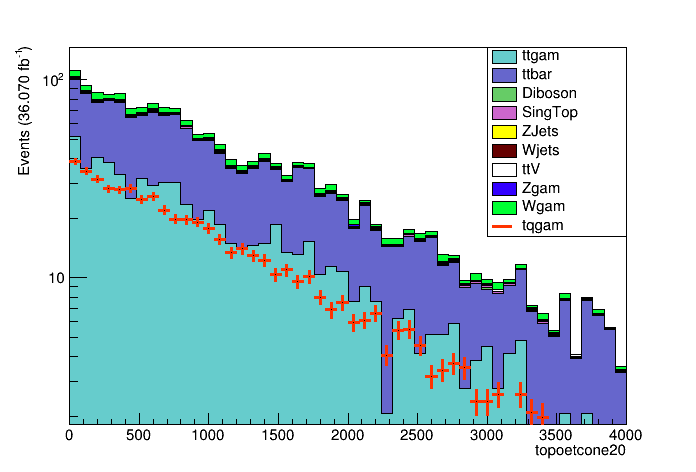 Events (36.070 fb⁻¹)
10²
10
ttgam
ttbar
Diboson
SingTop
ZJets
Wjets
ttV
Zgam
Wgam
tqgam
0 500 1000 1500 2000 2500 3000 3500 4000
topoetcone20